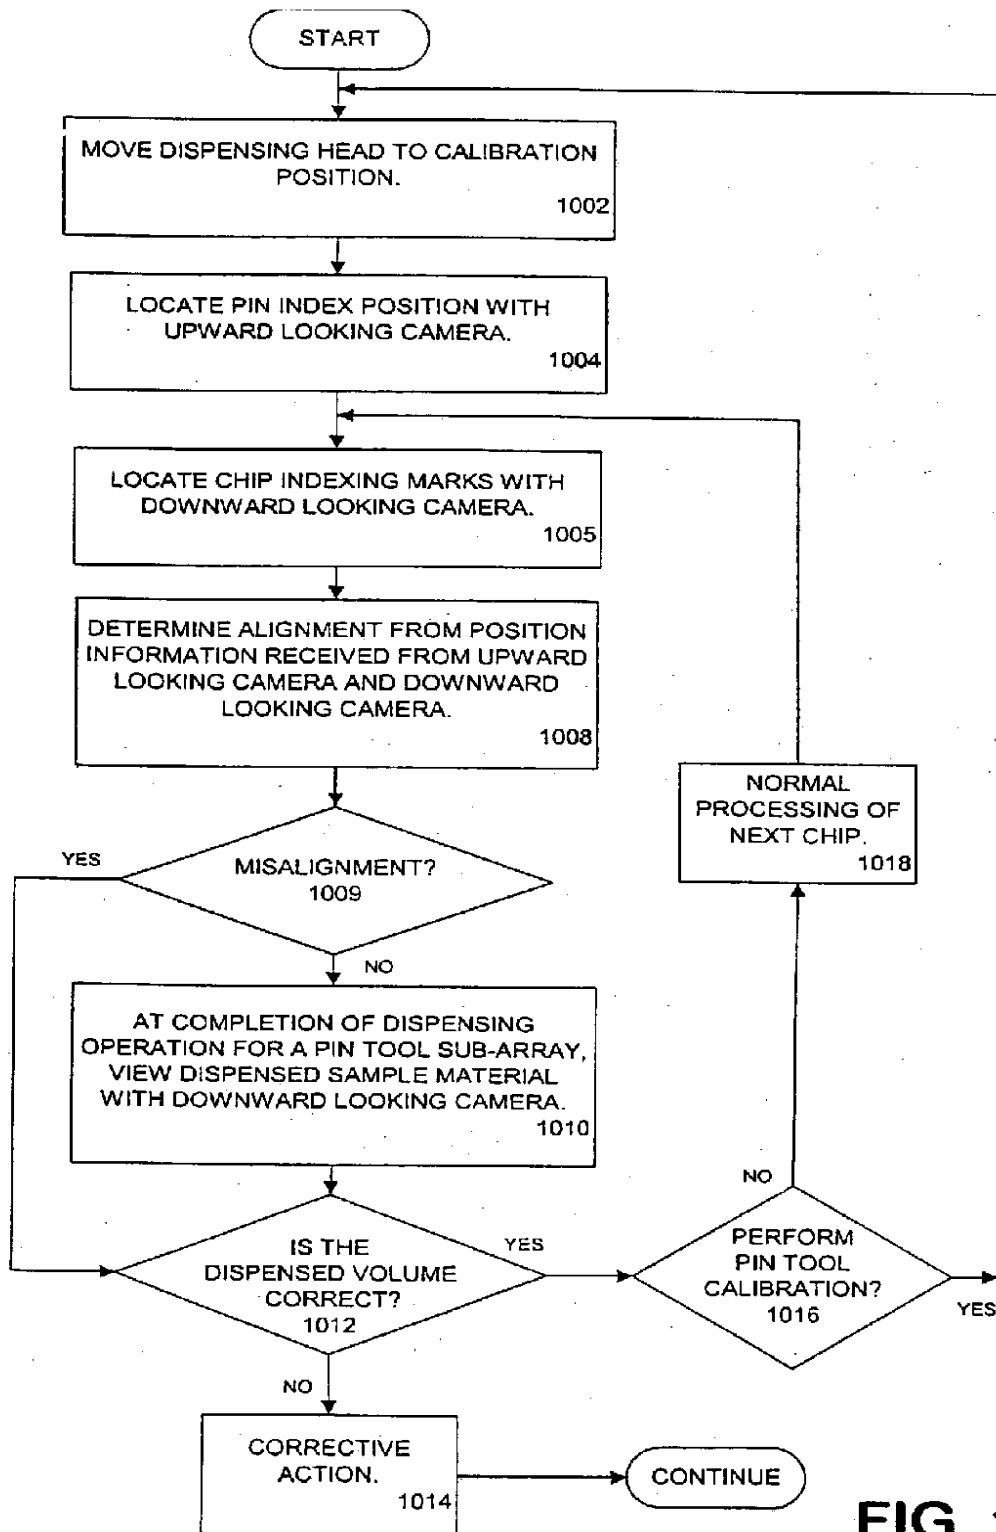 START
MOVE DISPENSING HEAD TO CALIBRATION
POSITION.
1002
LOCATE PIN INDEX POSITION WITH
UPWARD LOOKING CAMERA.
1004
LOCATE CHIP INDEXING MARKS WITH
DOWNWARD LOOKING CAMERA.
1005
DETERMINE ALIGNMENT FROM POSITION
INFORMATION RECEIVED FROM UPWARD
LOOKING CAMERA AND DOWNWARD
LOOKING CAMERA.
1008
NORMAL
PROCESSING OF
NEXT CHIP.
1018
YES
MISALIGNMENT?
1009
NO
AT COMPLETION OF DISPENSING
OPERATION FOR A PIN TOOL SUB-ARRAY,
VIEW DISPENSED SAMPLE MATERIAL
WITH DOWNWARD LOOKING CAMERA.
1010
NO
IS THE
DISPENSED VOLUME
CORRECT?
1012
YES
PERFORM
PIN TOOL
CALIBRATION?
1016
YES
NO
CORRECTIVE
ACTION.
1014
CONTINUE
FIG